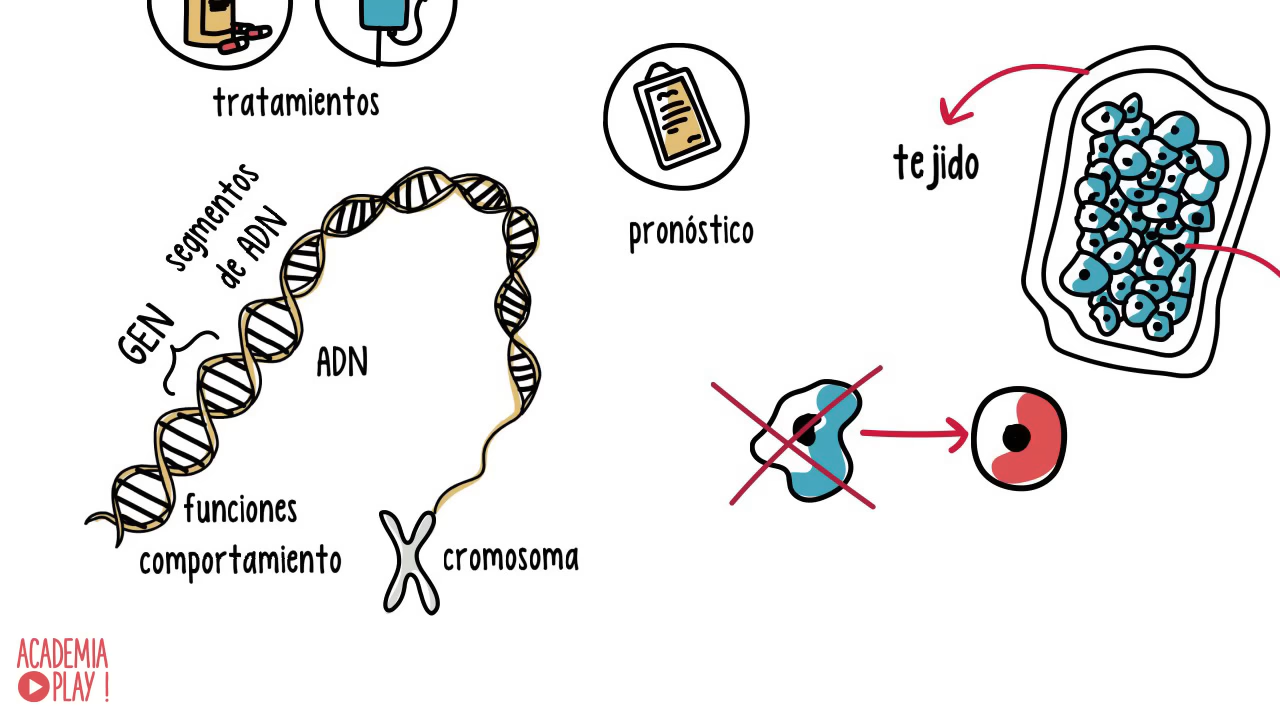 tratamientos
pronóstico
tejido
segmentos
de ADN
GEN
ADN
funciones
comportamiento
cromosoma
ACADEMIA
PLAY !